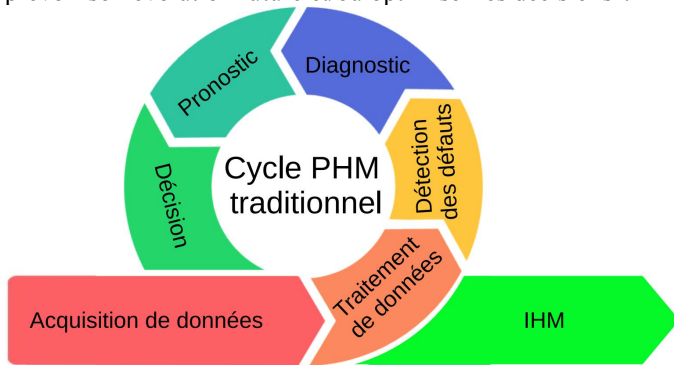 Cycle PHM
traditionnel
Acquisition de données
Traitement
de données
Détection
des défauts
Diagnostic
Pronostic
Décision
IHM